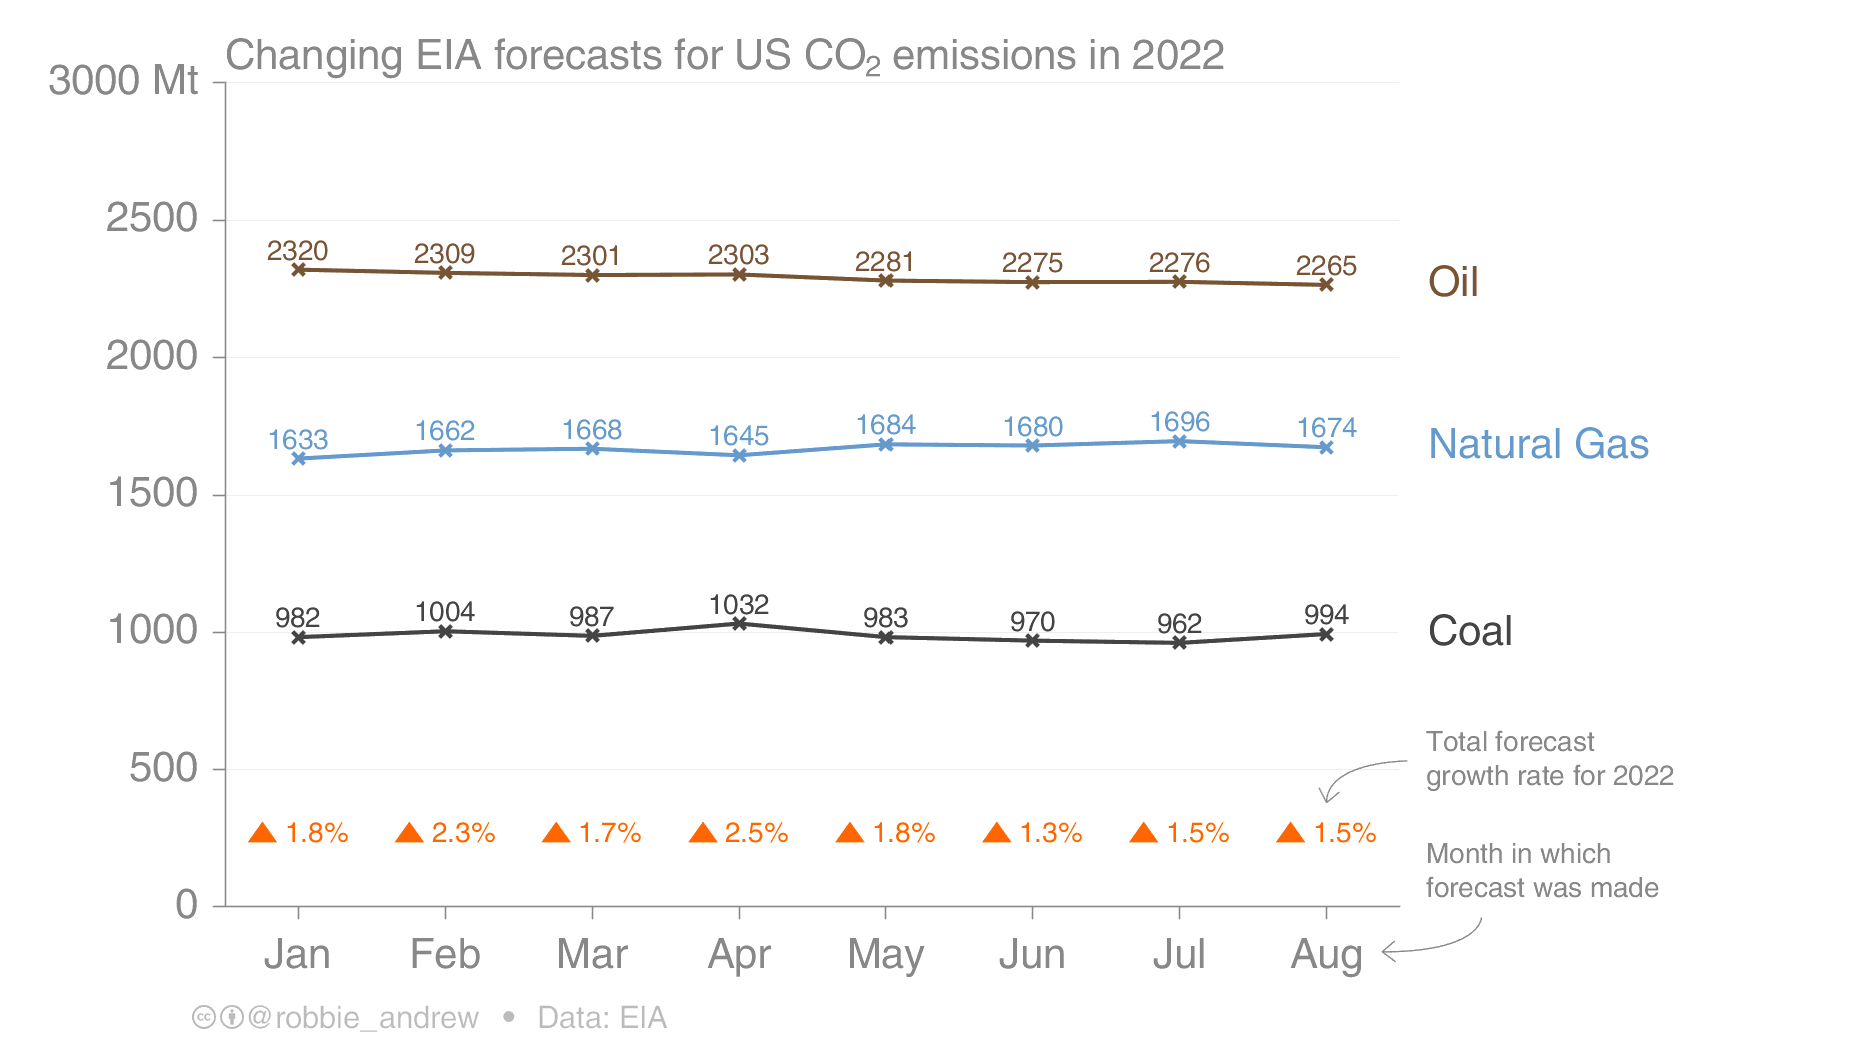 Changing EIA forecasts for US CO₂ emissions in 2022
3000 Mt
2500
2000
1500
1000
500
0
2320 2309 2301 2303 2281 2275 2276 2265
Oil
1633 1662 1668 1645 1684 1680 1696 1674
Natural Gas
982 1004 987 1032 983 970 962 994
Coal
Total forecast
growth rate for 2022
▲ 1.8% ▲ 2.3% ▲ 1.7% ▲ 2.5% ▲ 1.8% ▲ 1.3% ▲ 1.5% ▲ 1.5%
Month in which
forecast was made
Jan Feb Mar Apr May Jun Jul Aug
cc @robbie_andrew • Data: EIA